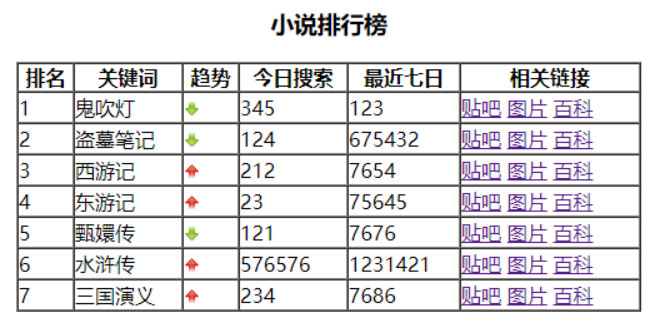 小说排行榜
排名 关键词 趋势 今日搜索 最近七日 相关链接
1 鬼吹灯 345 123 贴吧 图片 百科
2 盗墓笔记 124 675432 贴吧 图片 百科
3 西游记 212 7654 贴吧 图片 百科
4 东游记 23 75645 贴吧 图片 百科
5 甄嬛传 121 7676 贴吧 图片 百科
6 水浒传 576576 1231421 贴吧 图片 百科
7 三国演义 234 7686 贴吧 图片 百科